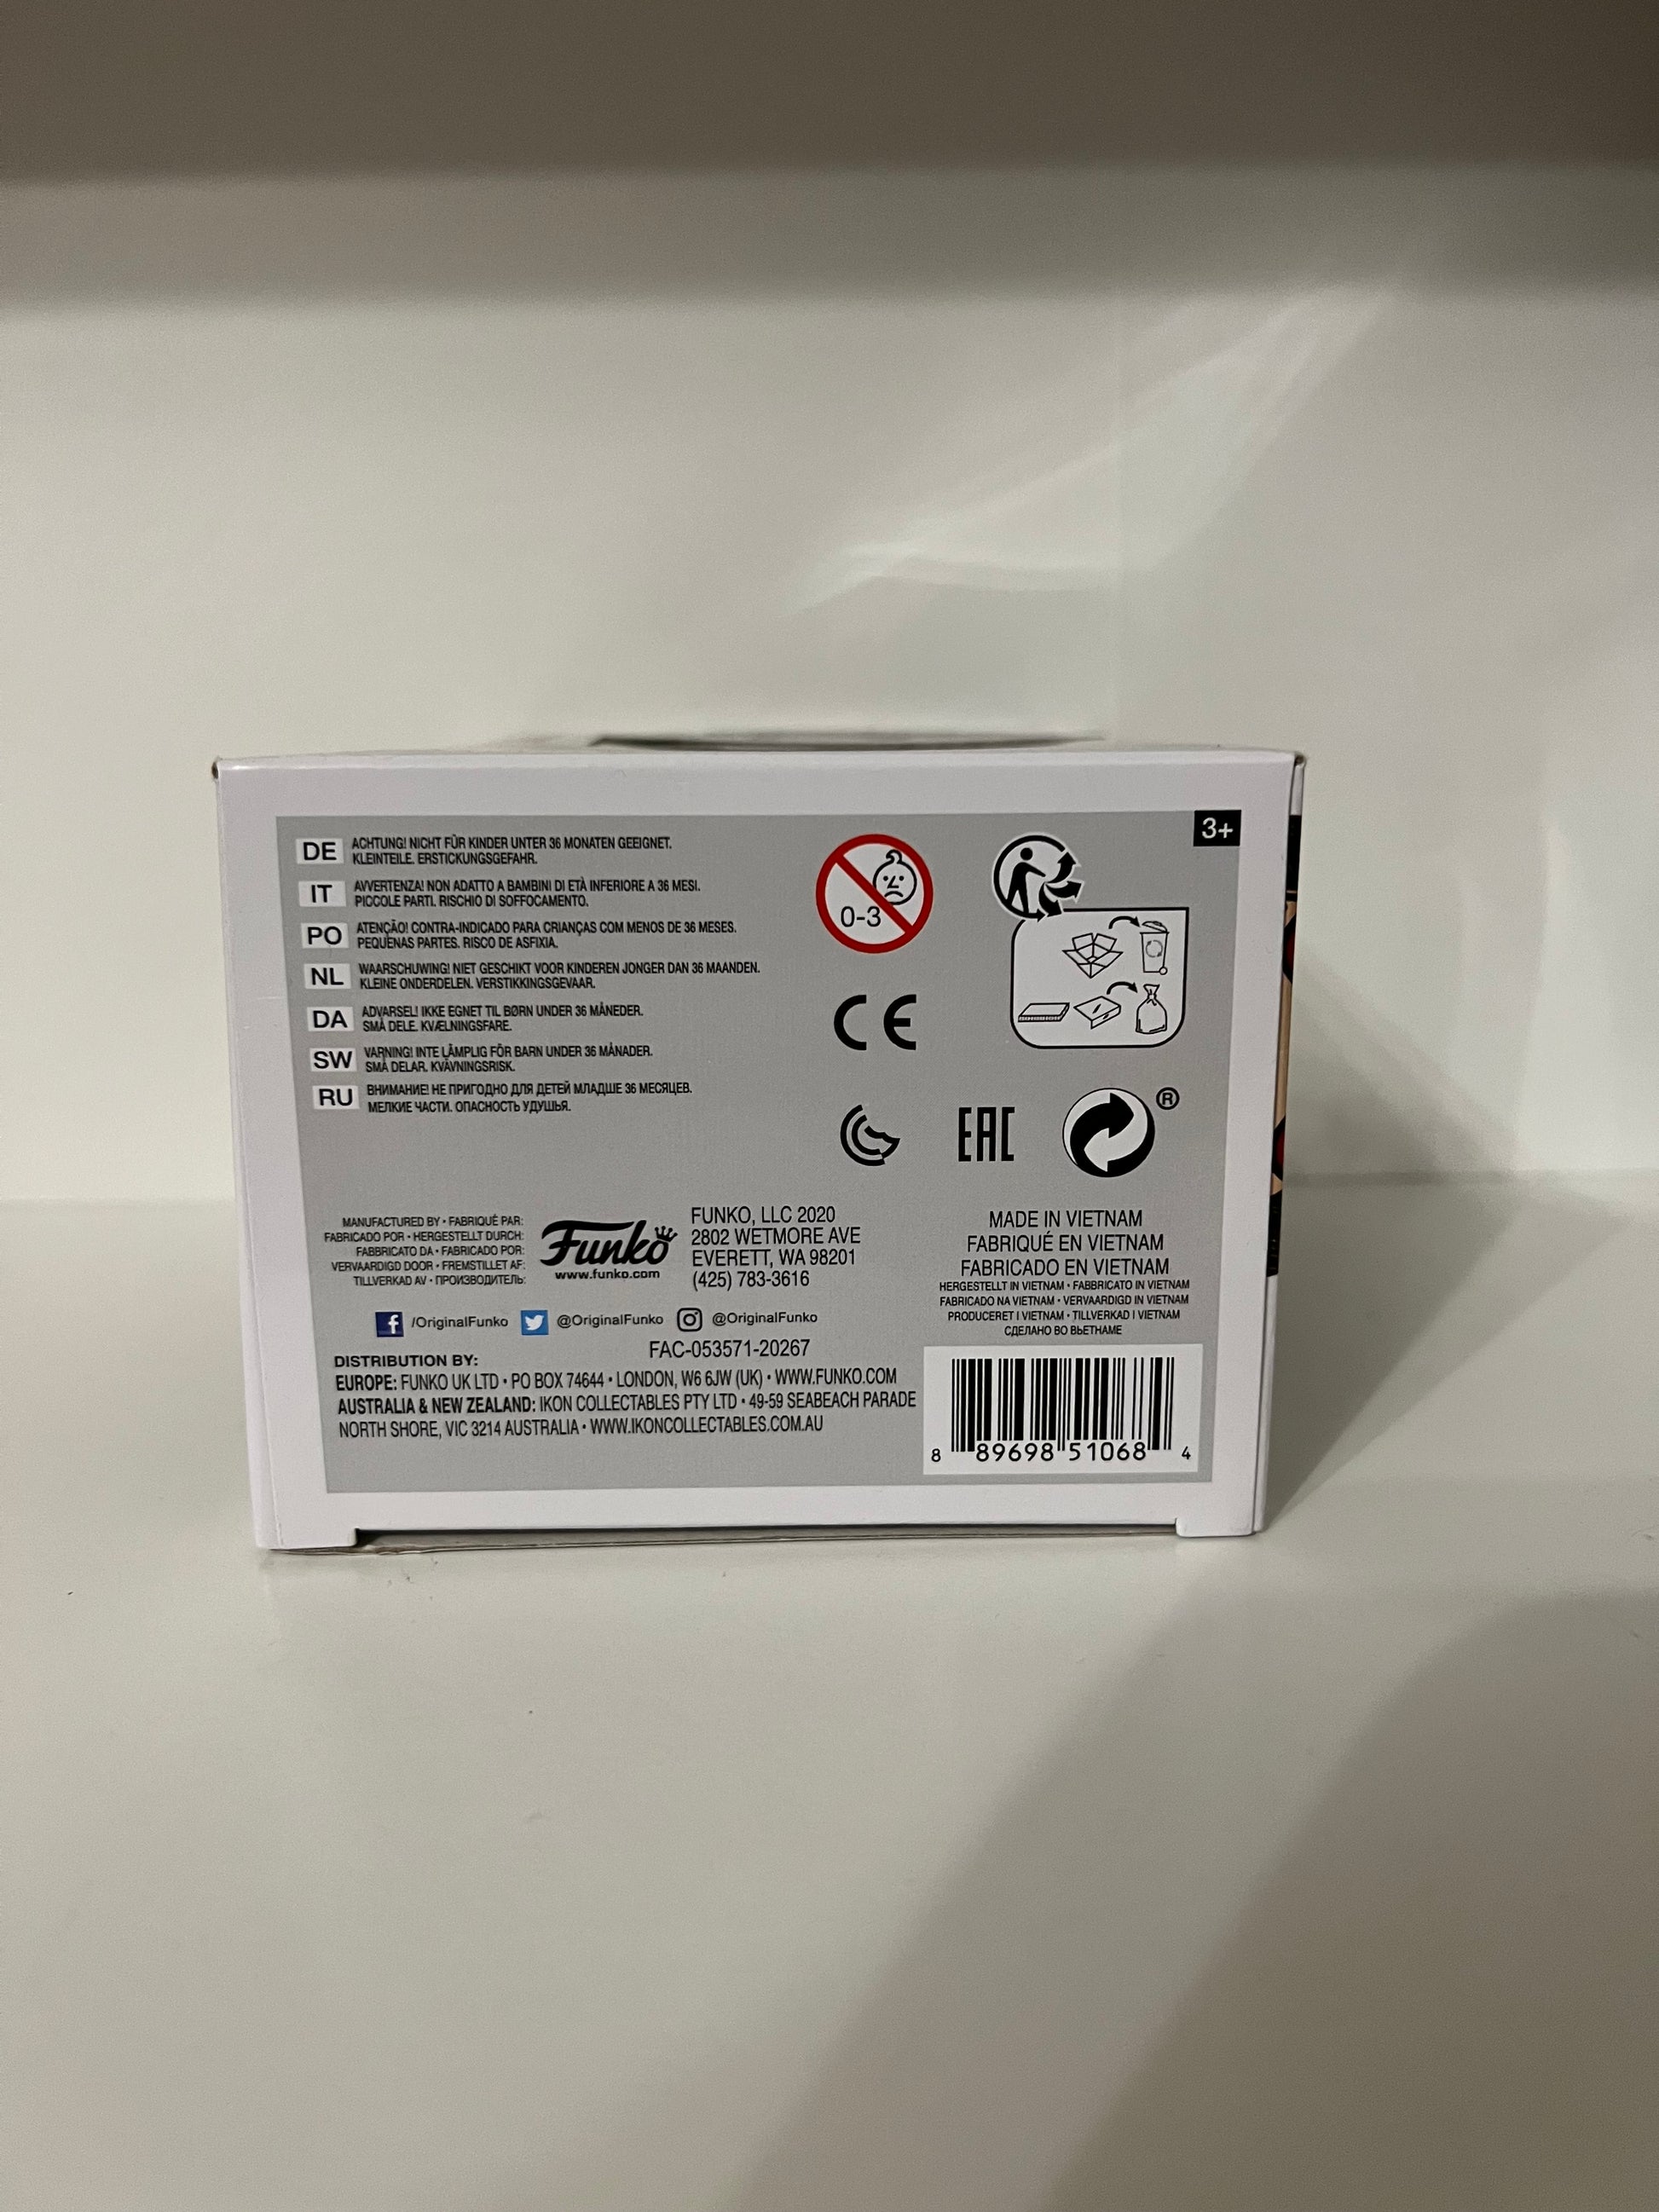 3+
DE ACHTUNG! NICHT FÜR KINDER UNTER 36 MONATEN GEEIGNET.
KLEINTEILE. ERSTICKUNGSGEFAHR.
IT AVVERTENZA! NON ADATTO A BAMBINI DI ETÀ INFERIORE A 36 MESI.
PICCOLE PARTI. RISCHIO DI SOFFOCAMENTO.
PO ATENÇÃO! CONTRA-INDICADO PARA CRIANÇAS COM MENOS DE 36 MESES.
PEQUENAS PARTES. RISCO DE ASFIXIA.
NL WAARSCHUWING! NIET GESCHIKT VOOR KINDEREN JONGER DAN 36 MAANDEN.
KLEINE ONDERDELEN. VERSTIKKINGSGEVAAR.
DA ADVARSEL! IKKE EGNET TIL BØRN UNDER 36 MÅNEDER.
SMÅ DELE. KVÆLNINGSFARE.
SW VARNING! INTE LÄMPLIG FÖR BARN UNDER 36 MÅNADER.
SMÅ DELAR. KVÄVNINGSRISK.
RU ВНИМАНИЕ! НЕ ПРИГОДНО ДЛЯ ДЕТЕЙ МЛАДШЕ 36 МЕСЯЦЕВ.
МЕЛКИЕ ЧАСТИ. ОПАСНОСТЬ УДУШЬЯ.
0-3
CE
EAC
®
MANUFACTURED BY • FABRIQUÉ PAR:
FABRICADO POR • HERGESTELLT DURCH:
FABBRICATO DA • FABRICADO POR:
VERVAARDIGD DOOR • FREMSTILLET AF:
TILLVERKAD AV • ПРОИЗВОДИТЕЛЬ:
Funko
www.funko.com
FUNKO, LLC 2020
2802 WETMORE AVE
EVERETT, WA 98201
(425) 783-3616
MADE IN VIETNAM
FABRIQUÉ EN VIETNAM
FABRICADO EN VIETNAM
HERGESTELLT IN VIETNAM • FABBRICATO IN VIETNAM
FABRICADO NA VIETNAM • VERVAARDIGD IN VIETNAM
PRODUCERET I VIETNAM • TILLVERKAD I VIETNAM
СДЕЛАНО ВО ВЬЕТНАМЕ
/OriginalFunko @OriginalFunko @OriginalFunko
FAC-053571-20267
DISTRIBUTION BY:
EUROPE: FUNKO UK LTD • PO BOX 74644 • LONDON, W6 6JW (UK) • WWW.FUNKO.COM
AUSTRALIA & NEW ZEALAND: IKON COLLECTABLES PTY LTD • 49-59 SEABEACH PARADE
NORTH SHORE, VIC 3214 AUSTRALIA • WWW.IKONCOLLECTABLES.COM.AU
8 89698 51068 4